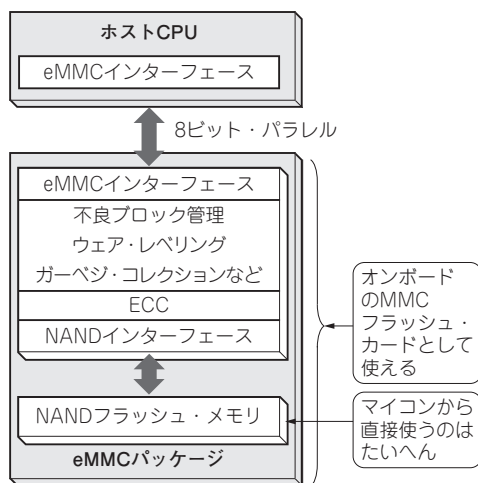 ホストCPU
eMMCインターフェース
8ビット・パラレル
eMMCインターフェース
不良ブロック管理
ウェア・レベリング
ガーベジ・コレクションなど
ECC
NANDインターフェース
NANDフラッシュ・メモリ
eMMCパッケージ
オンボード
のMMC
フラッシュ・
カードとして
使える
マイコンから
直接使うのは
たいへん